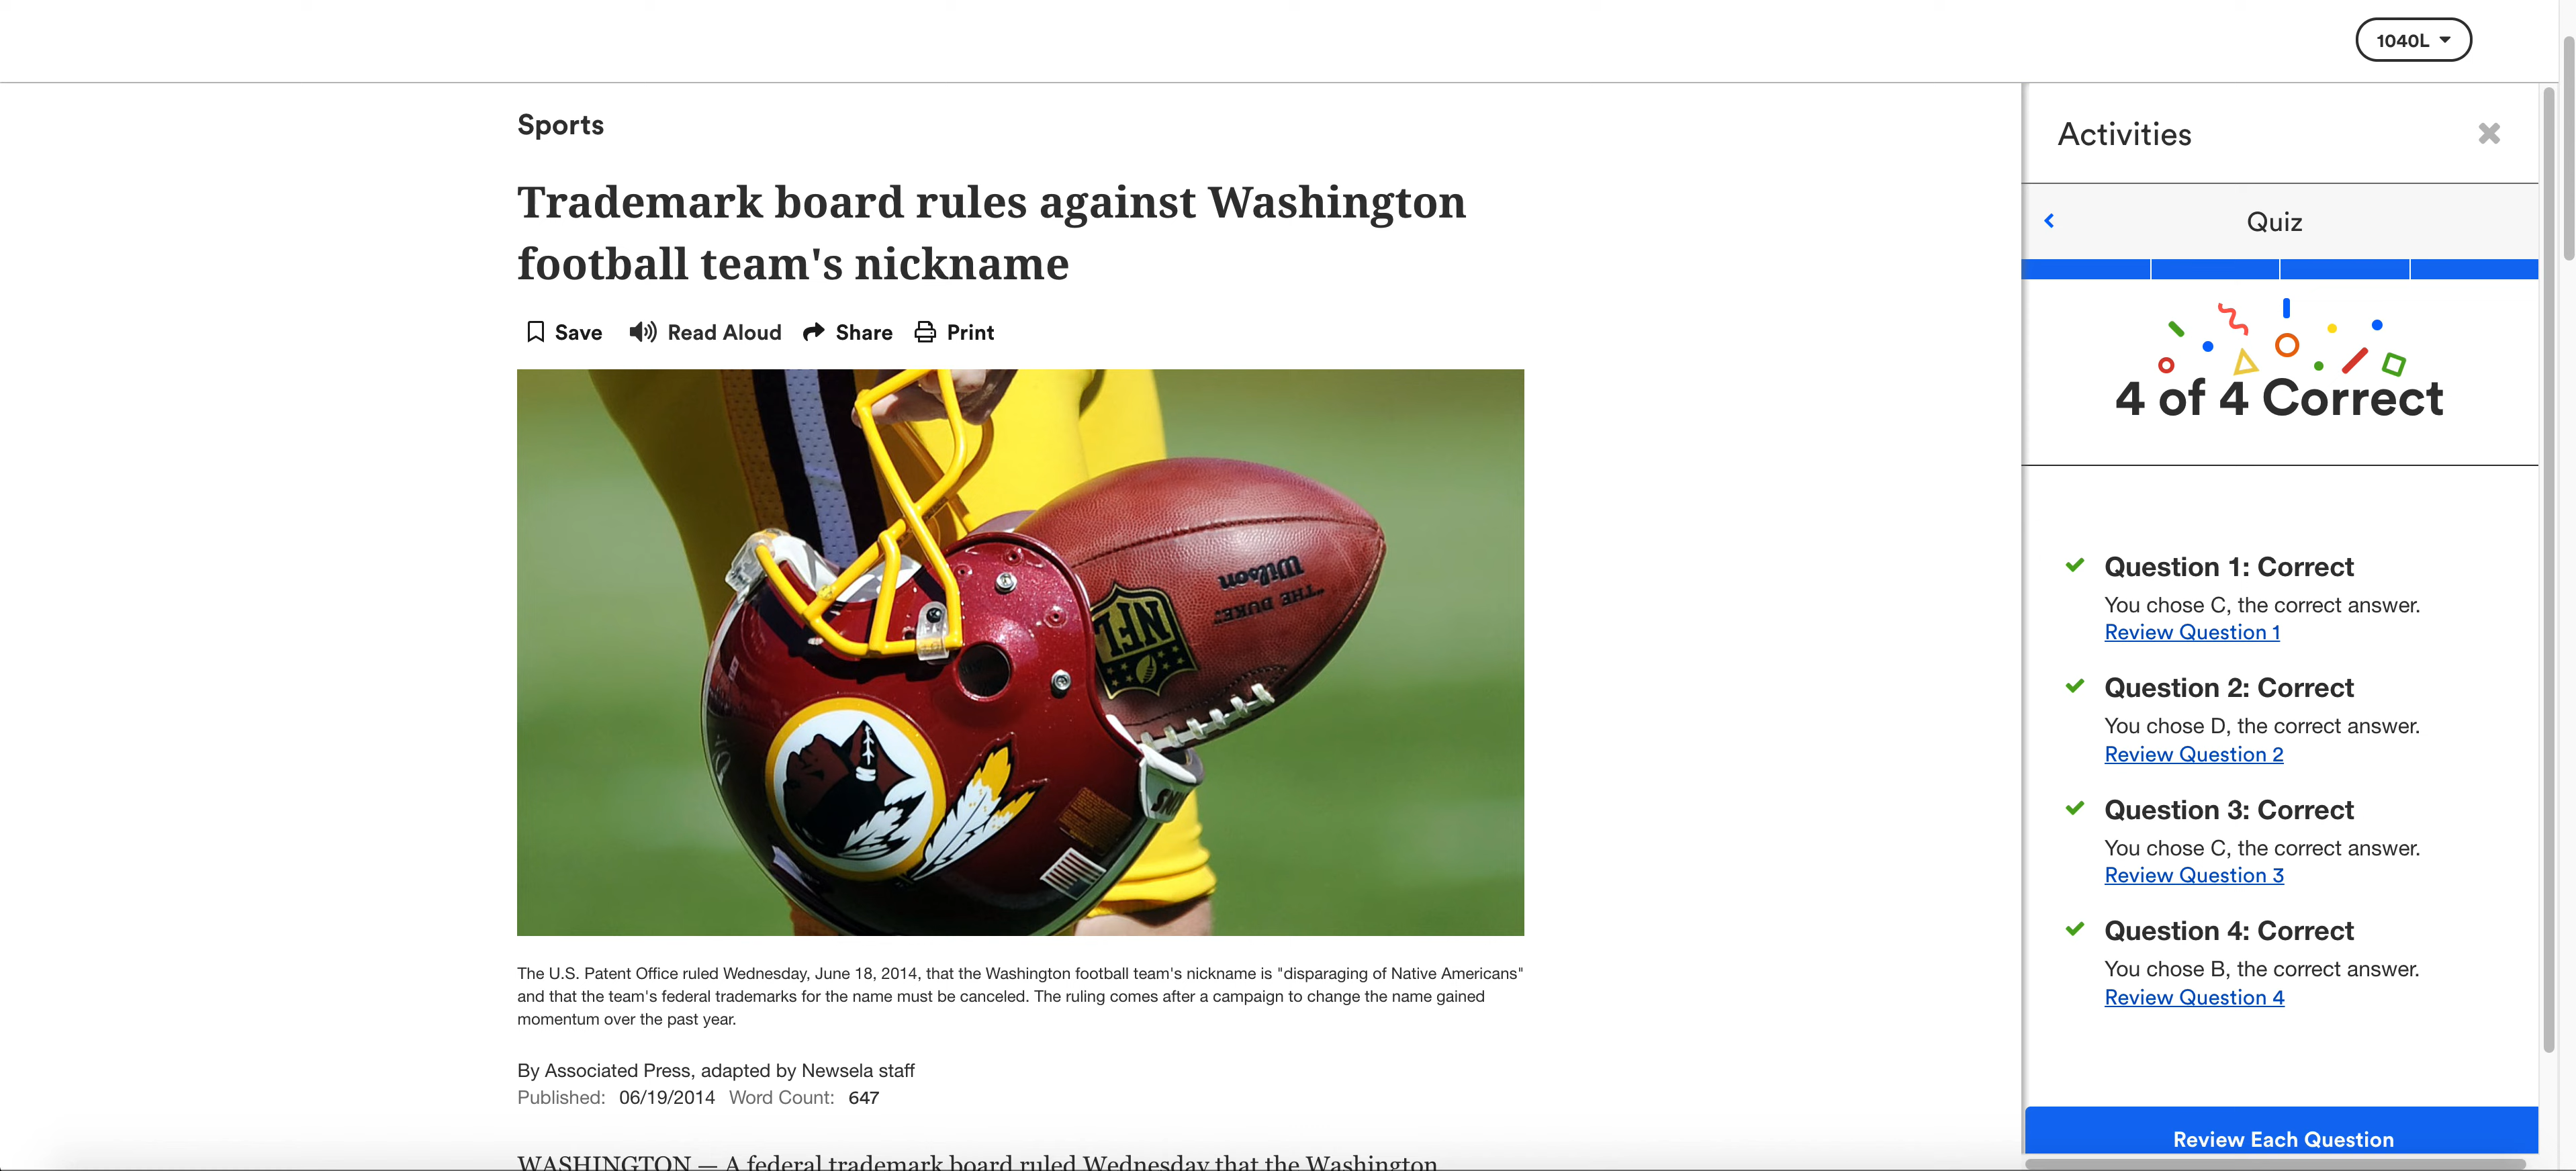 1040L
Sports
Trademark board rules against Washington
football team's nickname
Save Read Aloud Share Print
Wilson
"THE DUKE"
NFL
The U.S. Patent Office ruled Wednesday, June 18, 2014, that the Washington football team's nickname is "disparaging of Native Americans"
and that the team's federal trademarks for the name must be canceled. The ruling comes after a campaign to change the name gained
momentum over the past year.
By Associated Press, adapted by Newsela staff
Published: 06/19/2014 Word Count: 647
WASHINGTON — A federal trademark board ruled Wednesday that the Washington
Activities
Quiz
4 of 4 Correct
Question 1: Correct
You chose C, the correct answer.
Review Question 1
Question 2: Correct
You chose D, the correct answer.
Review Question 2
Question 3: Correct
You chose C, the correct answer.
Review Question 3
Question 4: Correct
You chose B, the correct answer.
Review Question 4
Review Each Question